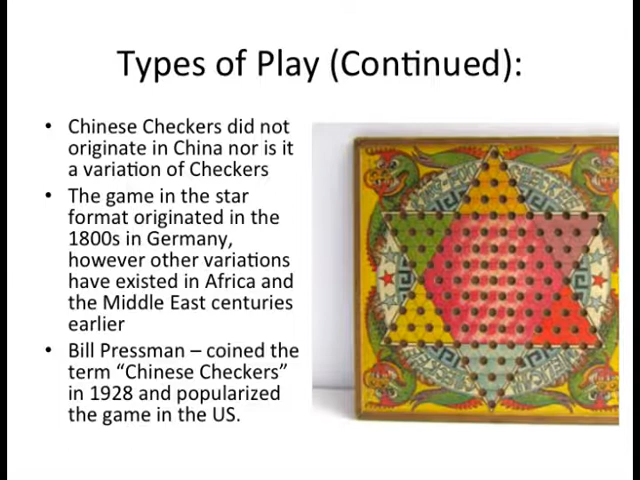 Types of Play (Continued):
• Chinese Checkers did not
originate in China nor is it
a variation of Checkers
• The game in the star
format originated in the
1800s in Germany,
however other variations
have existed in Africa and
the Middle East centuries
earlier
• Bill Pressman – coined the
term “Chinese Checkers”
in 1928 and popularized
the game in the US.